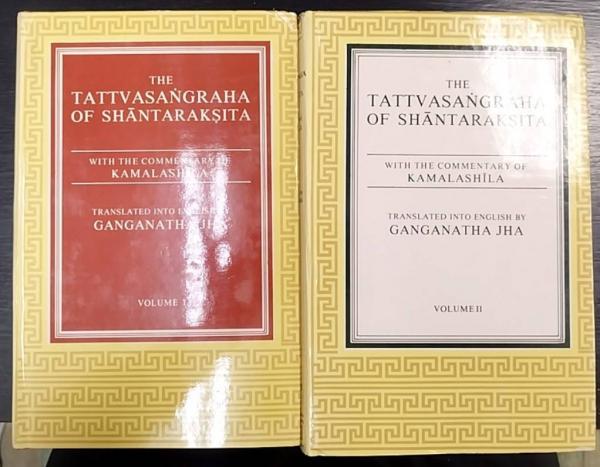 THE
TATTVASAṄGRAHA
OF SHĀNTARAKṢITA
WITH THE COMMENTARY OF
KAMALASHĪLA
TRANSLATED INTO ENGLISH BY
GANGANATHA JHA
VOLUME I
THE
TATTVASAṄGRAHA
OF SHĀNTARAKṢITA
WITH THE COMMENTARY OF
KAMALASHĪLA
TRANSLATED INTO ENGLISH BY
GANGANATHA JHA
VOLUME II